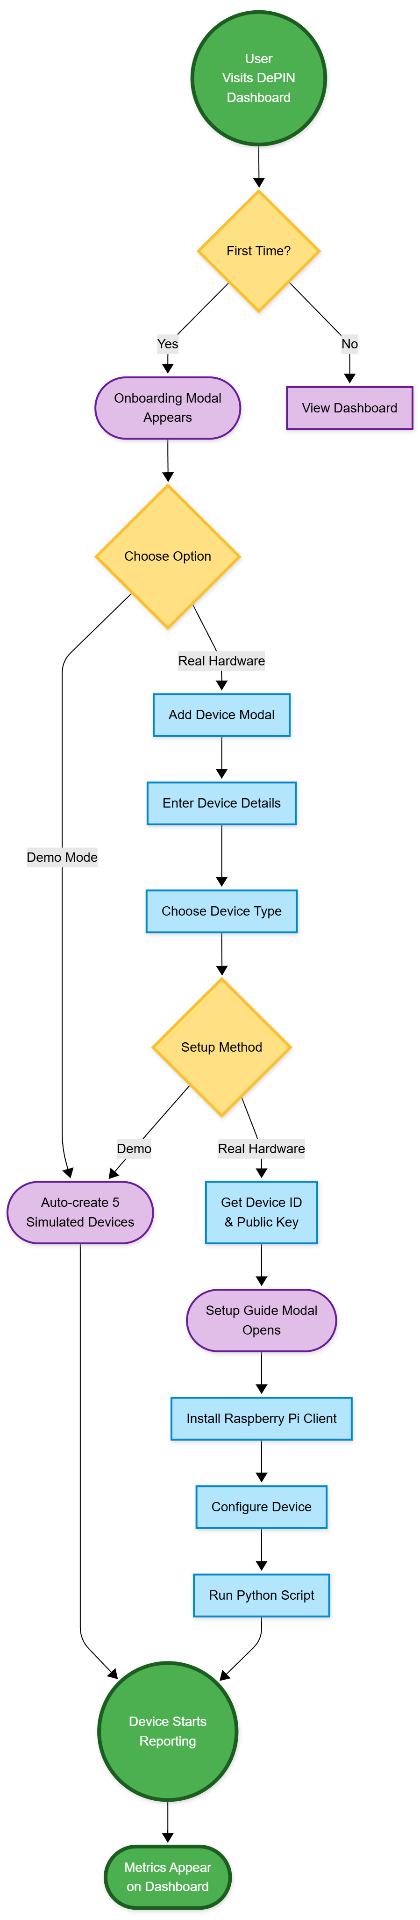 User
Visits DePIN
Dashboard
First Time?
Yes
No
Onboarding Modal
Appears
View Dashboard
Choose Option
Real Hardware
Add Device Modal
Enter Device Details
Demo Mode
Choose Device Type
Setup Method
Demo
Real Hardware
Auto-create 5
Simulated Devices
Get Device ID
& Public Key
Setup Guide Modal
Opens
Install Raspberry Pi Client
Configure Device
Run Python Script
Device Starts
Reporting
Metrics Appear
on Dashboard